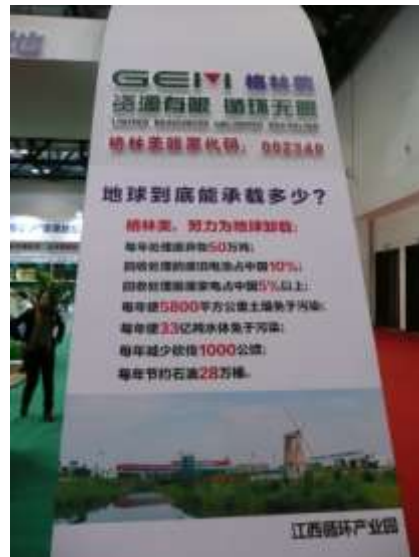 GEM 格林美
资源有限 循环无限
LIMITED RESOURCES UNLIMITED RECYCLING
格林美股票代码：002340
地球到底能承载多少？
格林美，努力为地球卸载：
每年处理废弃物50万吨；
回收处理的废旧电池占中国10%；
回收处理报废家电占中国5%以上；
每年使5800平方公里土壤免于污染；
每年使33亿吨水体免于污染；
每年减少砍伐1000公顷；
每年节约石油28万桶。
江西循环产业园